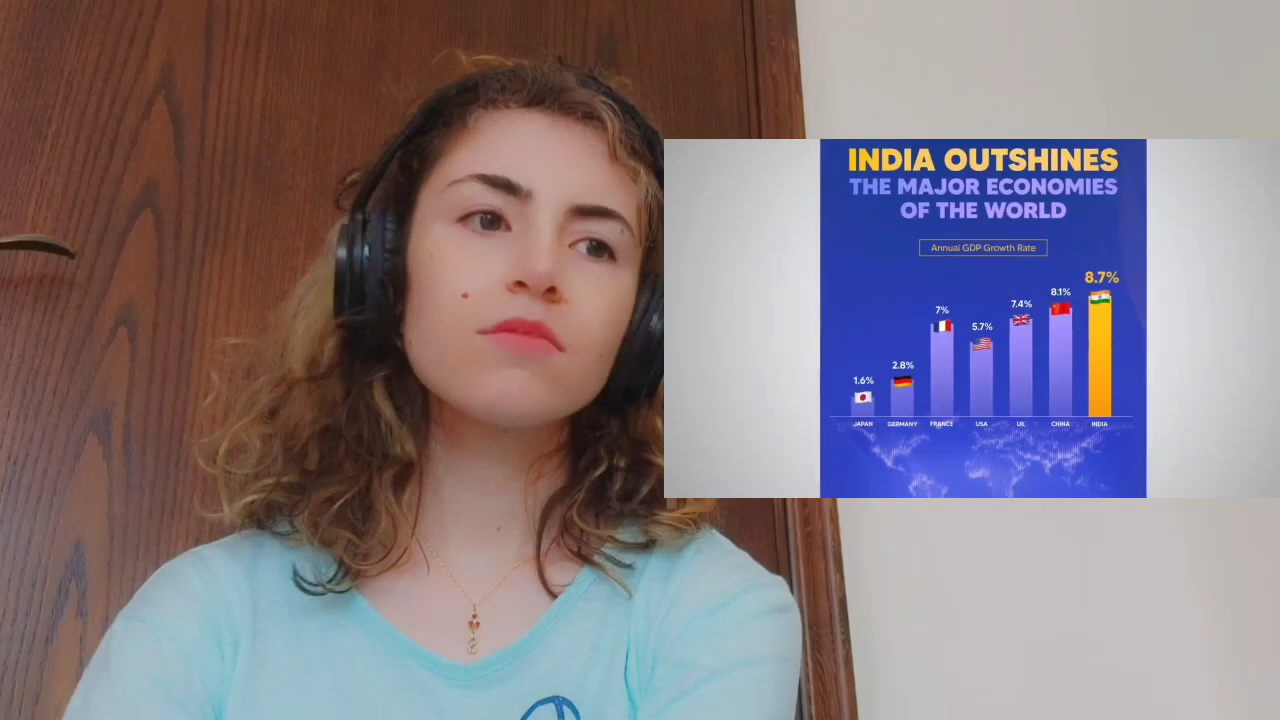 INDIA OUTSHINES
THE MAJOR ECONOMIES
OF THE WORLD
Annual GDP Growth Rate
1.6%
2.8%
7%
5.7%
7.4%
8.1%
8.7%
JAPAN
GERMANY
FRANCE
USA
UK
CHINA
INDIA